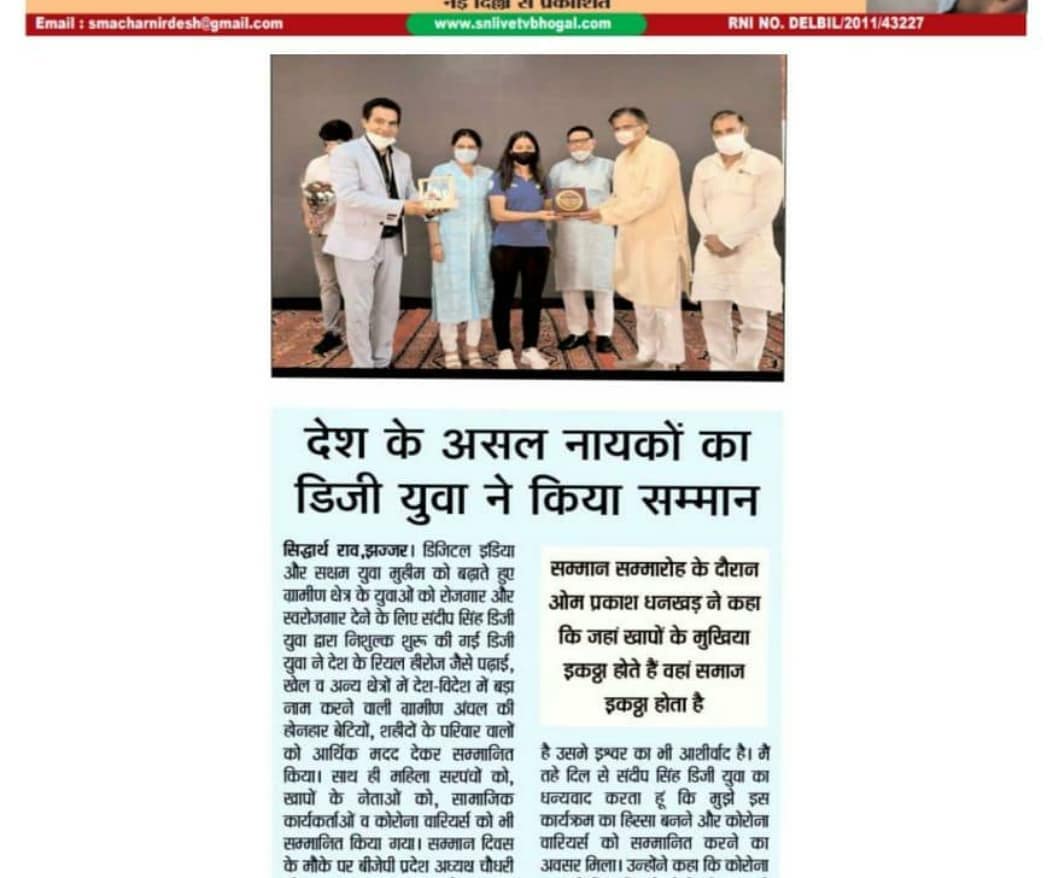 नई दिल्ली से प्रकाशित
Email : smacharnirdesh@gmail.com
www.snlivetvbhogal.com
RNI NO. DELBIL/2011/43227
देश के असल नायकों का
डिजी युवा ने किया सम्मान
सिद्धार्थ राव,झज्जर। डिजिटल इंडिया
और सक्षम युवा मुहीम को बढ़ाते हुए
ग्रामीण क्षेत्र के युवाओं को रोजगार और
स्वरोजगार देने के लिए संदीप सिंह डिजी
युवा द्वारा निशुल्क शुरू की गई डिजी
युवा ने देश के रियल हीरोज जैसे पढ़ाई,
खेल व अन्य क्षेत्रों में देश-विदेश में बड़ा
नाम करने वाली ग्रामीण अंचल की
होनहार बेटियों, शहीदों के परिवार वालों
को आर्थिक मदद देकर सम्मानित
किया। साथ ही महिला सरपंचों को,
खापों के नेताओं को, सामाजिक
कार्यकर्ताओं व कोरोना वारियर्स को भी
सम्मानित किया गया। सम्मान दिवस
के मौके पर बीजेपी प्रदेश अध्यक्ष चौधरी
सम्मान सम्मारोह के दौरान
ओम प्रकाश धनखड़ ने कहा
कि जहां खापों के मुखिया
इकठ्ठा होते हैं वहां समाज
इकठ्ठा होता है
है उसमे इश्वर का भी आशीर्वाद है। मै
तहे दिल से संदीप सिंह डिजी युवा का
धन्यवाद करता हूं कि मुझे इस
कार्यक्रम का हिस्सा बनने और कोरोना
वारियर्स को सम्मानित करने का
अवसर मिला। उन्होंने कहा कि कोरोना